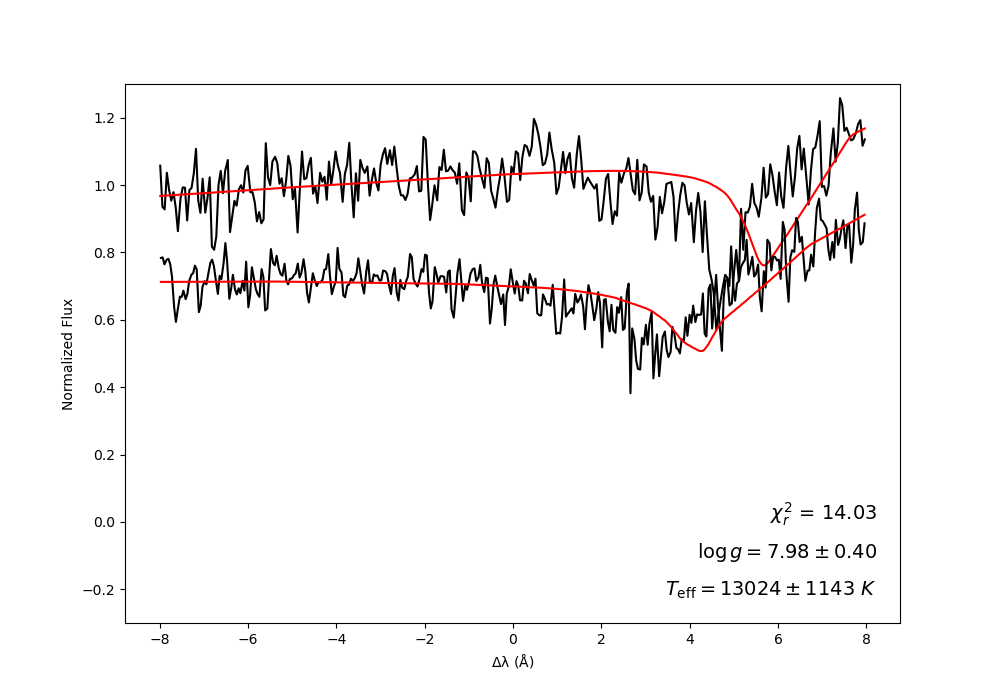 1.2
1.0
0.8
0.6
0.4
0.2
0.0
−0.2
Normalized Flux
χ²ᵣ = 14.03
log g = 7.98 ± 0.40
T_eff = 13024 ± 1143 K
−8 −6 −4 −2 0 2 4 6 8
Δλ (Å)